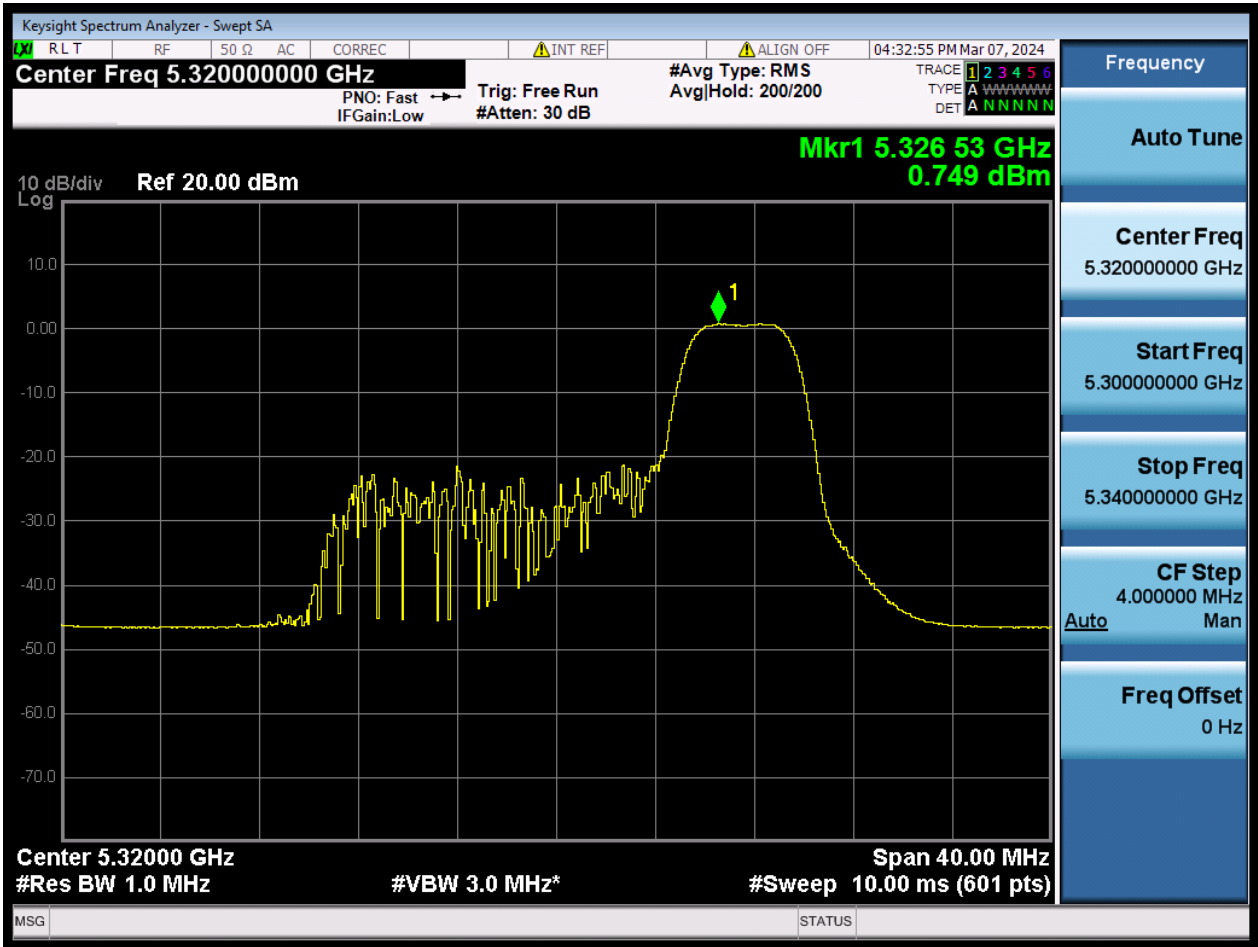 Keysight Spectrum Analyzer - Swept SA
LXI RLT RF 50 Ω AC CORREC INT REF ALIGN OFF 04:32:55 PM Mar 07, 2024
Center Freq 5.320000000 GHz
PNO: Fast
IFGain:Low
Trig: Free Run
#Atten: 30 dB
#Avg Type: RMS
Avg|Hold: 200/200
TRACE 1 2 3 4 5 6
TYPE A WWWWW
DET A N N N N N
Mkr1 5.326 53 GHz
0.749 dBm
10 dB/div Ref 20.00 dBm
Log
10.0
0.00
-10.0
-20.0
-30.0
-40.0
-50.0
-60.0
-70.0
1
Center 5.32000 GHz Span 40.00 MHz
#Res BW 1.0 MHz #VBW 3.0 MHz* #Sweep 10.00 ms (601 pts)
MSG STATUS
Frequency
Auto Tune
Center Freq
5.320000000 GHz
Start Freq
5.300000000 GHz
Stop Freq
5.340000000 GHz
CF Step
4.000000 MHz
Auto Man
Freq Offset
0 Hz